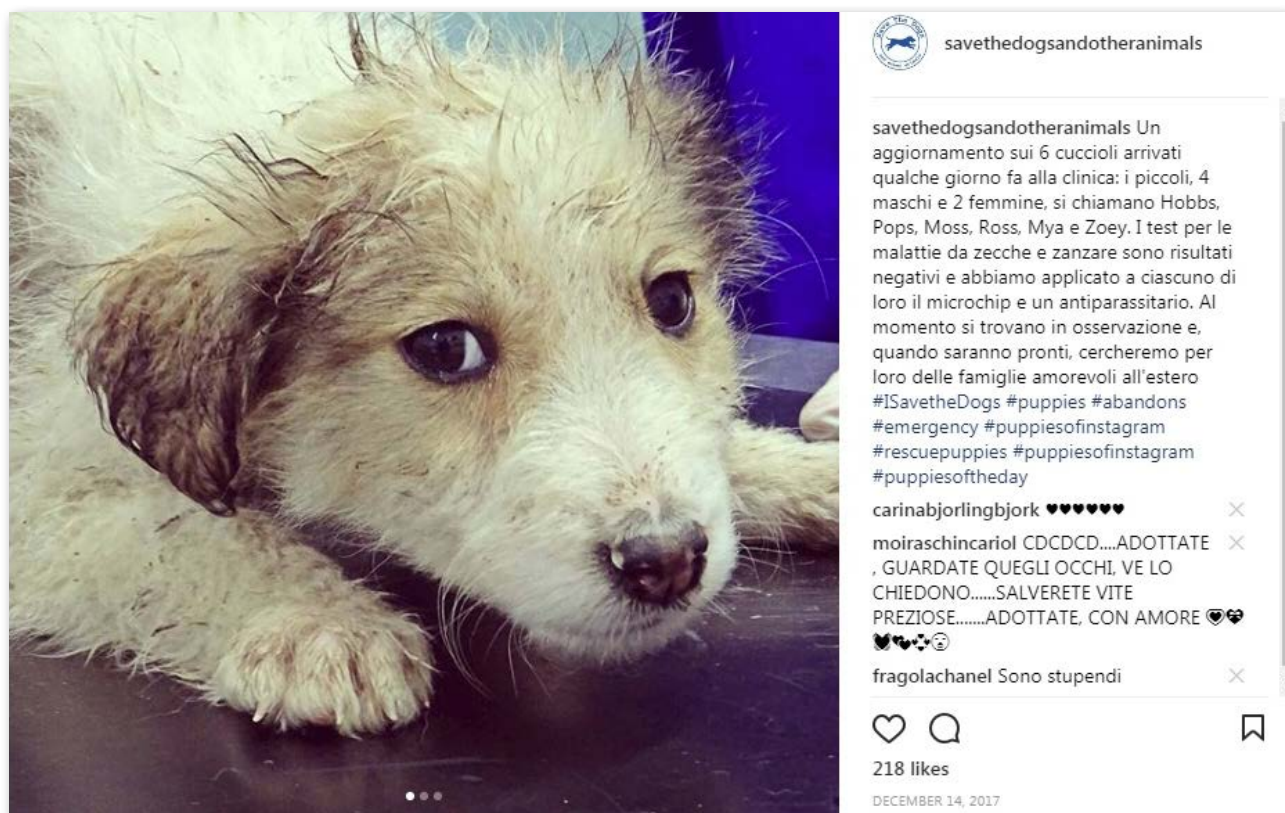 Save The Dogs
savethedogsandotheranimals
savethedogsandotheranimals Un
aggiornamento sui 6 cuccioli arrivati
qualche giorno fa alla clinica: i piccoli, 4
maschi e 2 femmine, si chiamano Hobbs,
Pops, Moss, Ross, Mya e Zoey. I test per le
malattie da zecche e zanzare sono risultati
negativi e abbiamo applicato a ciascuno di
loro il microchip e un antiparassitario. Al
momento si trovano in osservazione e,
quando saranno pronti, cercheremo per
loro delle famiglie amorevoli all'estero
#ISavetheDogs #puppies #abandons
#emergency #puppiesofinstagram
#rescuepuppies #puppiesofinstagram
#puppiesoftheday
carinabjorlingbjork ♥♥♥♥♥♥
moiraschincariol CDCDCD....ADOTTATE
, GUARDATE QUEGLI OCCHI, VE LO
CHIEDONO......SALVERETE VITE
PREZIOSE.......ADOTTATE, CON AMORE
fragolachanel Sono stupendi
218 likes
DECEMBER 14, 2017